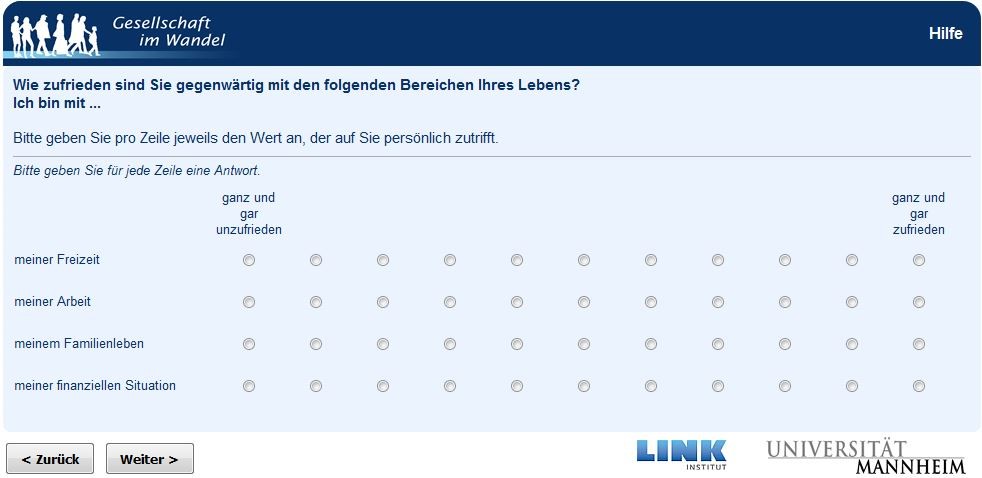 Gesellschaft
im Wandel
Hilfe
Wie zufrieden sind Sie gegenwärtig mit den folgenden Bereichen Ihres Lebens?
Ich bin mit ...
Bitte geben Sie pro Zeile jeweils den Wert an, der auf Sie persönlich zutrifft.
Bitte geben Sie für jede Zeile eine Antwort.
ganz und
gar
unzufrieden
ganz und
gar
zufrieden
meiner Freizeit
meiner Arbeit
meinem Familienleben
meiner finanziellen Situation
< Zurück
Weiter >
LINK
INSTITUT
UNIVERSITÄT
MANNHEIM